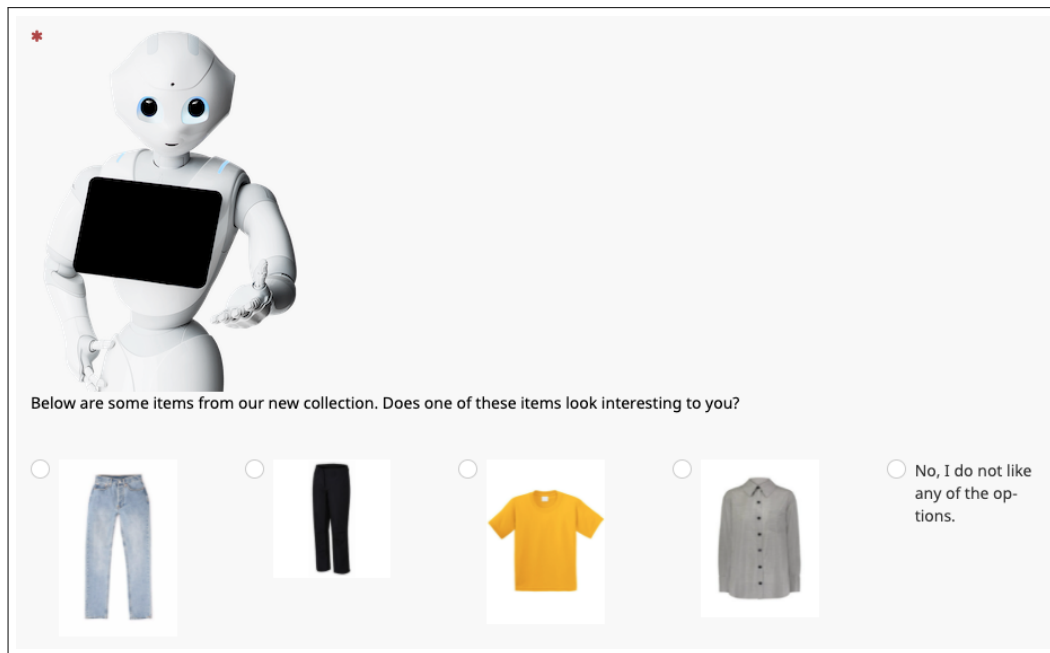 *
Below are some items from our new collection. Does one of these items look interesting to you?
No, I do not like
any of the op-
tions.